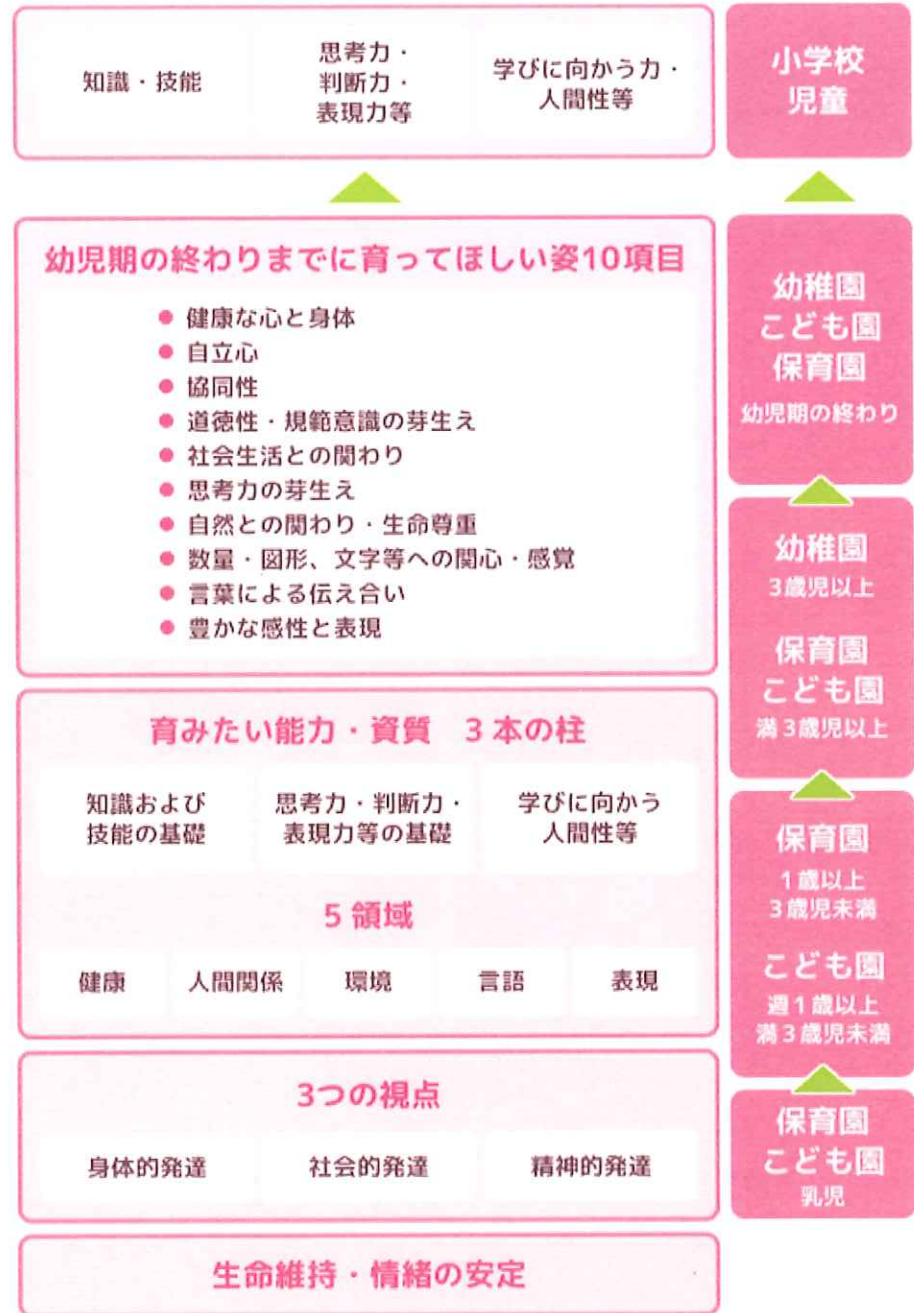 知識・技能
思考力・
判断力・
表現力等
学びに向かう力・
人間性等
小学校
児童
幼児期の終わりまでに育ってほしい姿10項目
● 健康な心と身体
● 自立心
● 協同性
● 道徳性・規範意識の芽生え
● 社会生活との関わり
● 思考力の芽生え
● 自然との関わり・生命尊重
● 数量・図形、文字等への関心・感覚
● 言葉による伝え合い
● 豊かな感性と表現
幼稚園
こども園
保育園
幼児期の終わり
幼稚園
3歳児以上
保育園
こども園
満3歳児以上
育みたい能力・資質 3本の柱
知識および
技能の基礎
思考力・判断力・
表現力等の基礎
学びに向かう
人間性等
5領域
健康
人間関係
環境
言語
表現
保育園
1歳以上
3歳児未満
こども園
週1歳以上
満3歳児未満
3つの視点
身体的発達
社会的発達
精神的発達
保育園
こども園
乳児
生命維持・情緒の安定